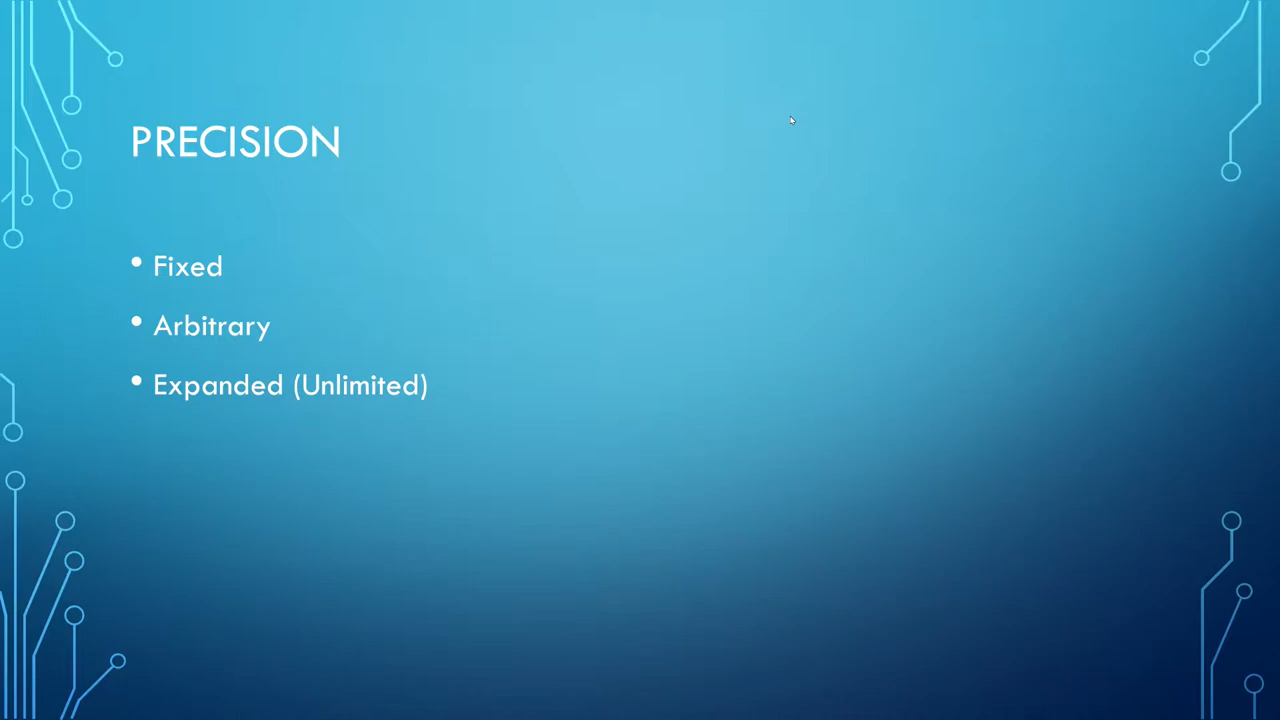 PRECISION
• Fixed
• Arbitrary
• Expanded (Unlimited)